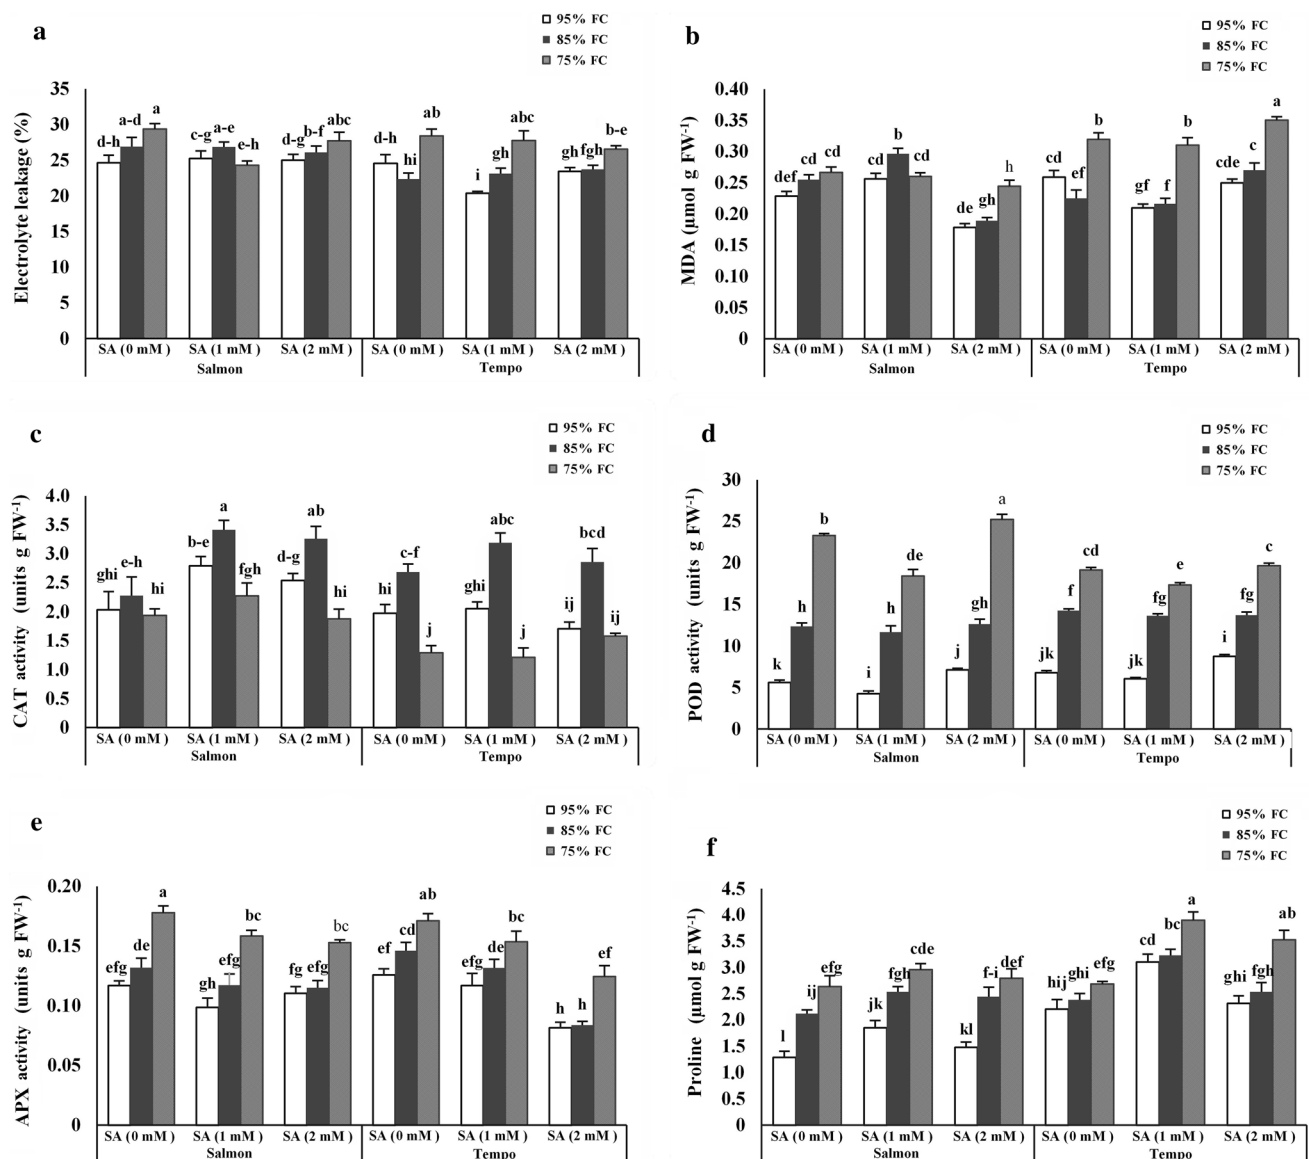 a
95% FC
85% FC
75% FC
35
30
25
20
15
10
5
0
Electrolyte leakage (%)
d-h a-d a c-g a-e e-h d-g b-f abc d-h hi ab i gh abc gh fgh b-e
SA (0 mM ) SA (1 mM ) SA (2 mM ) SA (0 mM ) SA (1 mM ) SA (2 mM )
Salmon Tempo
b
95% FC
85% FC
75% FC
0.40
0.35
0.30
0.25
0.20
0.15
0.10
0.05
0
MDA (µmol g FW-1)
def cd cd cd b cd de gh h cd ef b gf f b cde c a
SA (0 mM ) SA (1 mM ) SA (2 mM ) SA (0 mM ) SA (1 mM ) SA (2 mM )
Salmon Tempo
c
95% FC
85% FC
75% FC
4.0
3.5
3.0
2.5
2.0
1.5
1.0
0.5
0
CAT activity (units g FW-1)
ghi e-h hi b-e a fgh d-g ab hi hi c-f j ghi abc j ij bcd ij
SA (0 mM ) SA (1 mM ) SA (2 mM ) SA (0 mM ) SA (1 mM ) SA (2 mM )
Salmon Tempo
d
95% FC
85% FC
75% FC
30
25
20
15
10
5
0
POD activity (units g FW-1)
k h b i h de j gh a jk f cd jk fg e i fg c
SA (0 mM ) SA (1 mM ) SA (2 mM ) SA (0 mM ) SA (1 mM ) SA (2 mM )
Salmon Tempo
e
95% FC
85% FC
75% FC
0.20
0.15
0.10
0.05
0
APX activity (units g FW-1)
efg de a gh efg bc fg efg bc ef cd ab efg de bc h h ef
SA (0 mM ) SA (1 mM ) SA (2 mM ) SA (0 mM ) SA (1 mM ) SA (2 mM )
Salmon Tempo
f
95% FC
85% FC
75% FC
4.5
4.0
3.5
3.0
2.5
2.0
1.5
1.0
0.5
0
Proline (µmol g FW-1)
l ij efg jk fgh cde kl f-i def hij ghi efg cd bc a ghi fgh ab
SA (0 mM ) SA (1 mM ) SA (2 mM ) SA (0 mM ) SA (1 mM ) SA (2 mM )
Salmon Tempo